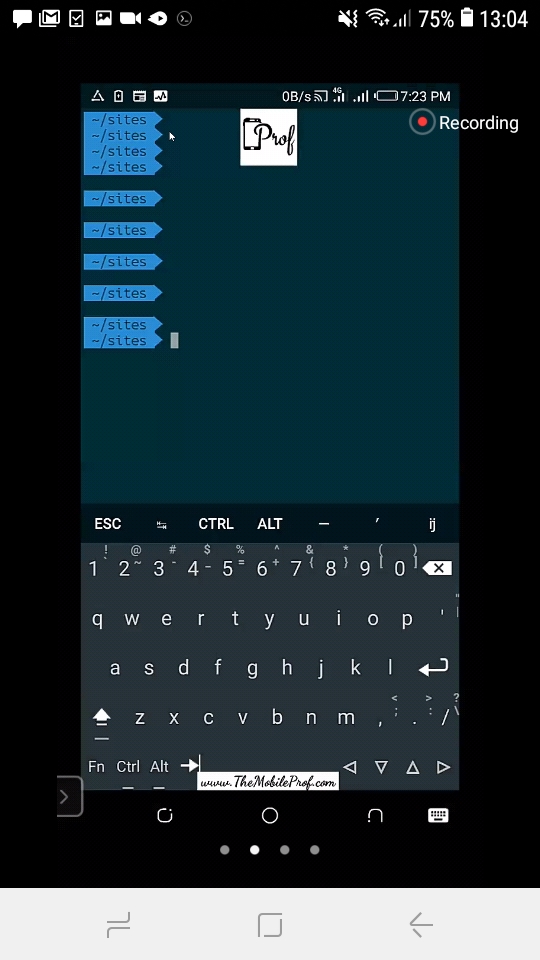 75% 13:04
0B/s 4G 7:23 PM
Prof
Recording
~/sites
~/sites
~/sites
~/sites
~/sites
~/sites
~/sites
~/sites
~/sites
~/sites
ESC ↹ CTRL ALT — ′ ij
! @ # $ % ^ & * ( )
1 ` 2 ~ 3 - 4 _ 5 = 6 + 7 { 8 } 9 [ 0 ]
q w e r t y u i o p ' " |
a s d f g h j k l
< > ?
z x c v b n m , ; . : / \
Fn Ctrl Alt
www.TheMobileProf.com